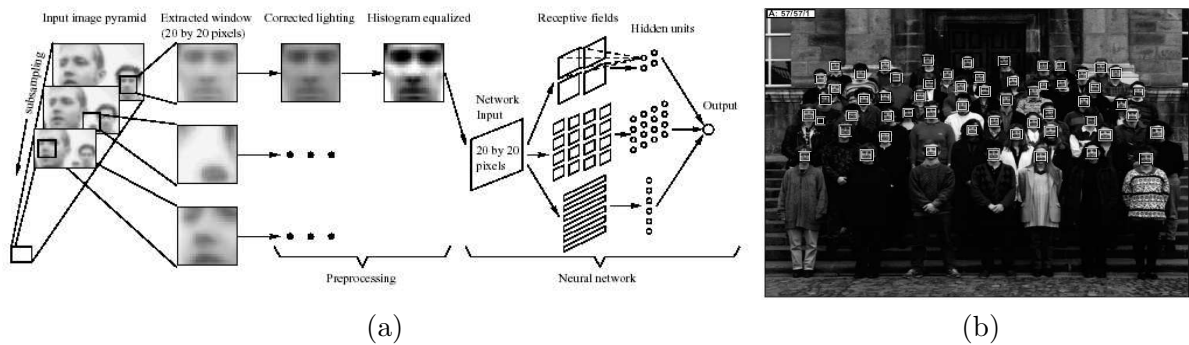 Input image pyramid
Extracted window
(20 by 20 pixels)
Corrected lighting
Histogram equalized
Receptive fields
Hidden units
subsampling
Network
Input
Output
20 by 20
pixels
Preprocessing
Neural network
(a)
A: 57/57/1
(b)